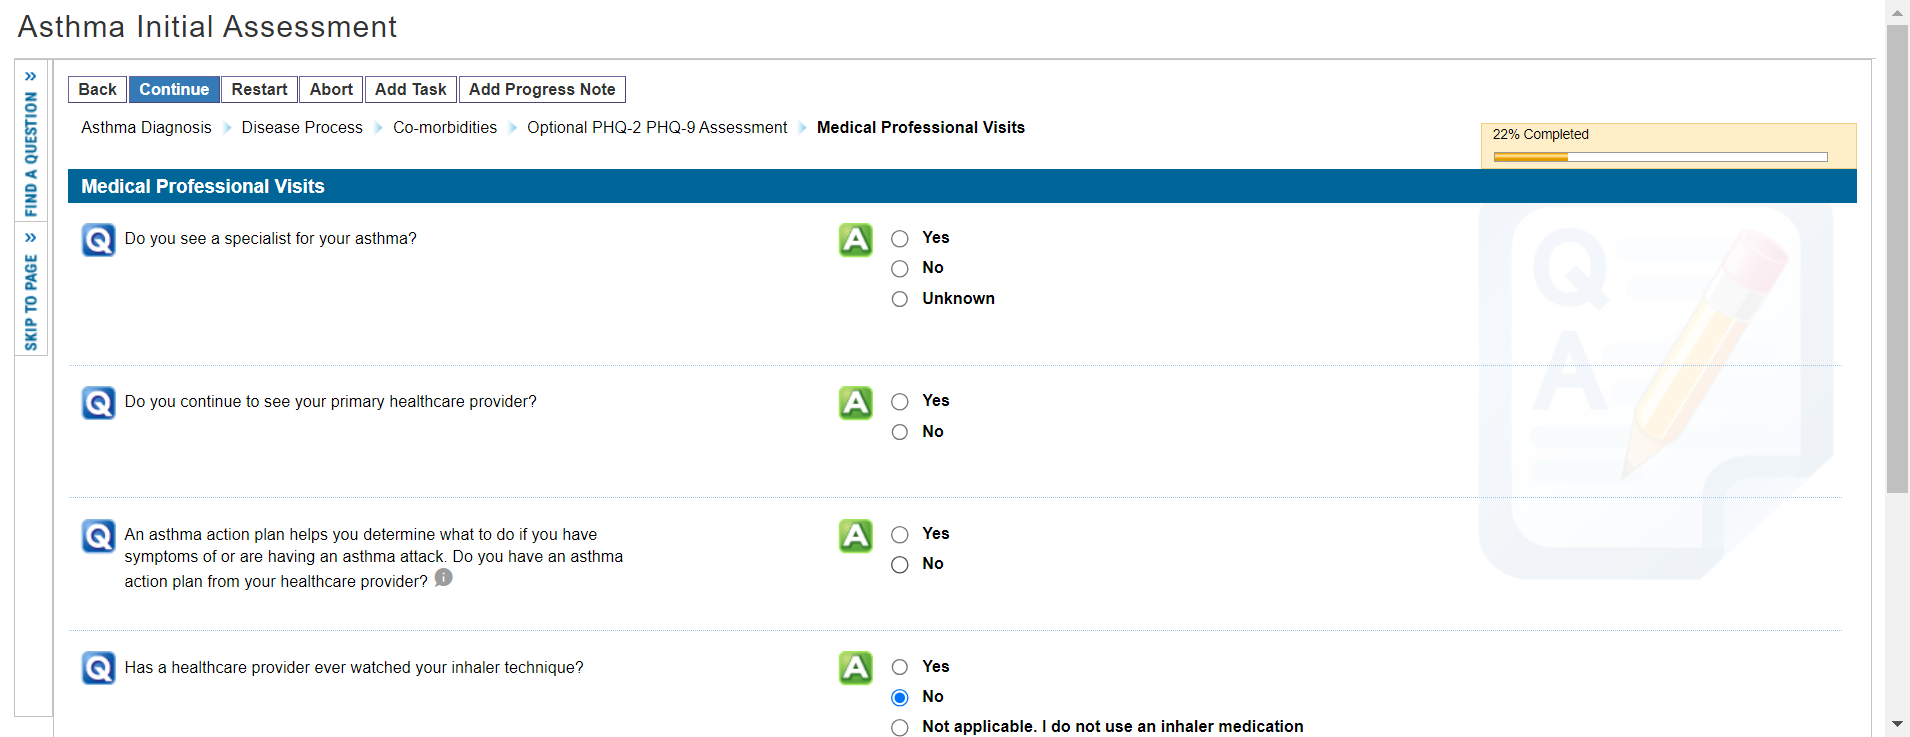 Asthma Initial Assessment
» FIND A QUESTION
» SKIP TO PAGE
Back Continue Restart Abort Add Task Add Progress Note
Asthma Diagnosis Disease Process Co-morbidities Optional PHQ-2 PHQ-9 Assessment Medical Professional Visits
22% Completed
Medical Professional Visits
Q Do you see a specialist for your asthma?
A Yes
No
Unknown
Q Do you continue to see your primary healthcare provider?
A Yes
No
Q An asthma action plan helps you determine what to do if you have
symptoms of or are having an asthma attack. Do you have an asthma
action plan from your healthcare provider?
A Yes
No
Q Has a healthcare provider ever watched your inhaler technique?
A Yes
No
Not applicable. I do not use an inhaler medication
Q
A